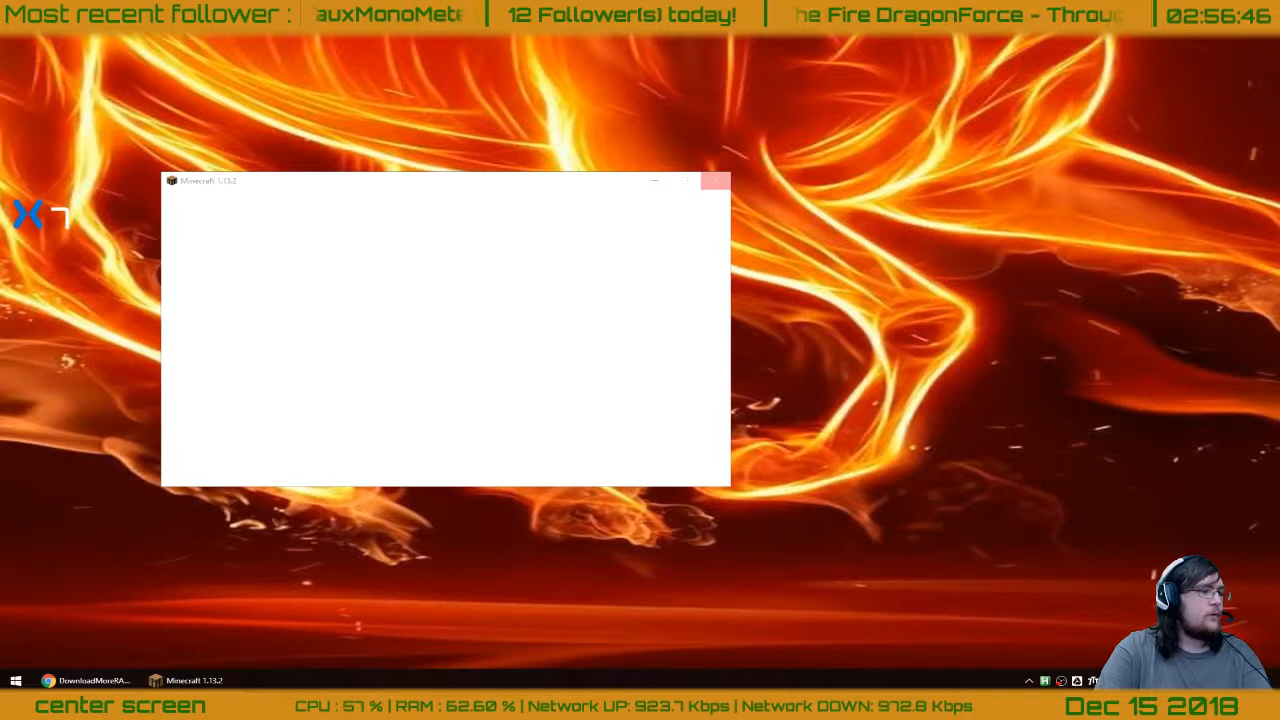 Most recent follower :
auxMonoMete
12 Follower(s) today!
he Fire DragonForce - Throug
02:56:46
Minecraft 1.13.2
7
DownloadMoreRA...
Minecraft 1.13.2
center screen
CPU : 57 % | RAM : 62.60 % | Network UP: 923.7 Kbps | Network DOWN: 972.8 Kbps
Dec 15 2018